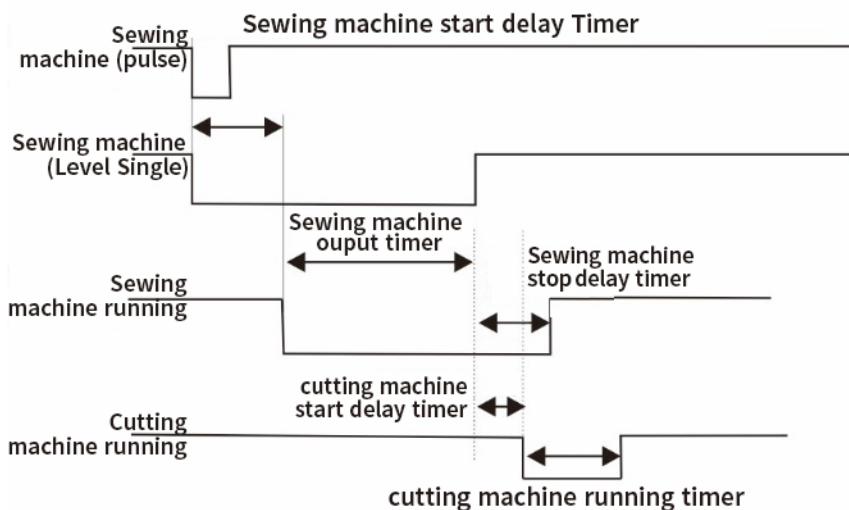 Sewing machine start delay Timer
Sewing
machine (pulse)
Sewing machine
(Level Single)
Sewing machine
ouput timer
Sewing machine
stop delay timer
Sewing
machine running
cutting machine
start delay timer
Cutting
machine running
cutting machine running timer